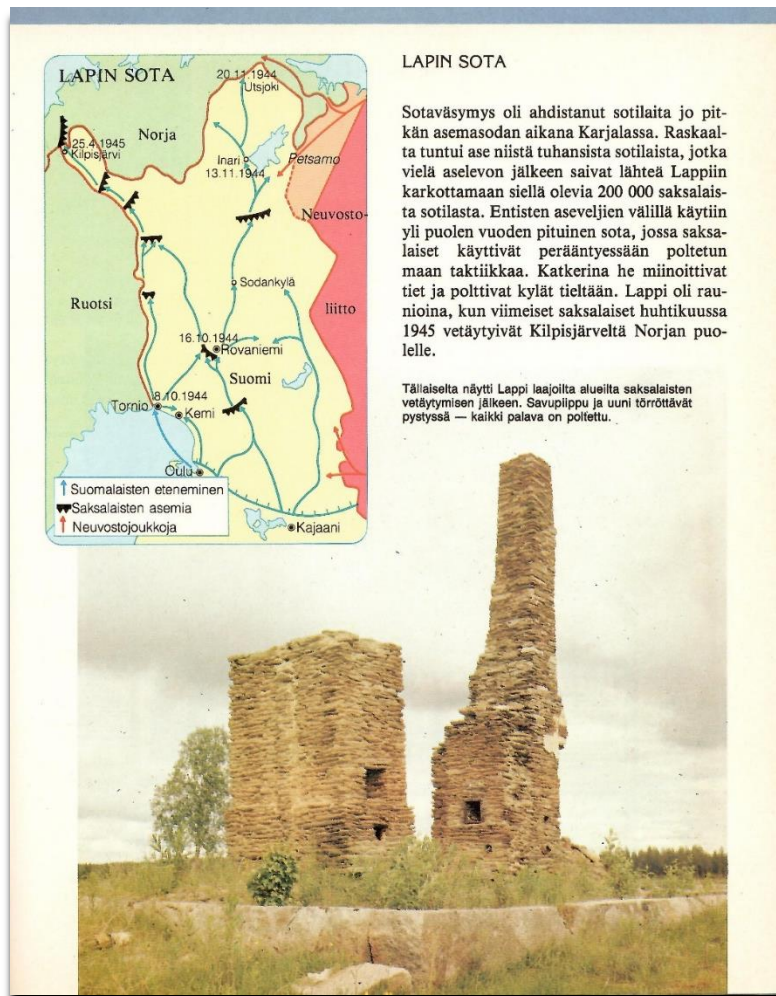 LAPIN SOTA
20.11.1944
Utsjoki
Norja
25.4.1945
Kilpisjärvi
Inari
13.11.1944
Petsamo
Neuvosto-
liitto
Ruotsi
Sodankylä
16.10.1944
Rovaniemi
Suomi
8.10.1944
Tornio
Kemi
Oulu
Kajaani
Suomalaisten eteneminen
Saksalaisten asemia
Neuvostojoukkoja
LAPIN SOTA
Sotaväsymys oli ahdistanut sotilaita jo pit-
kän asemasodan aikana Karjalassa. Raskaal-
ta tuntui ase niistä tuhansista sotilaista, jotka
vielä aselevon jälkeen saivat lähteä Lappiin
karkottamaan siellä olevia 200 000 saksalais-
ta sotilasta. Entisten aseveljien välillä käytiin
yli puolen vuoden pituinen sota, jossa saksa-
laiset käyttivät perääntyessään poltetun
maan taktiikkaa. Katkerina he miinoittivat
tiet ja polttivat kylät tieltään. Lappi oli rau-
nioina, kun viimeiset saksalaiset huhtikuussa
1945 vetäytyivät Kilpisjärveltä Norjan puo-
lelle.
Tällaiselta näytti Lappi laajoilta alueilta saksalaisten
vetäytymisen jälkeen. Savupiippu ja uuni törröttävät
pystyssä — kaikki palava on poltettu.